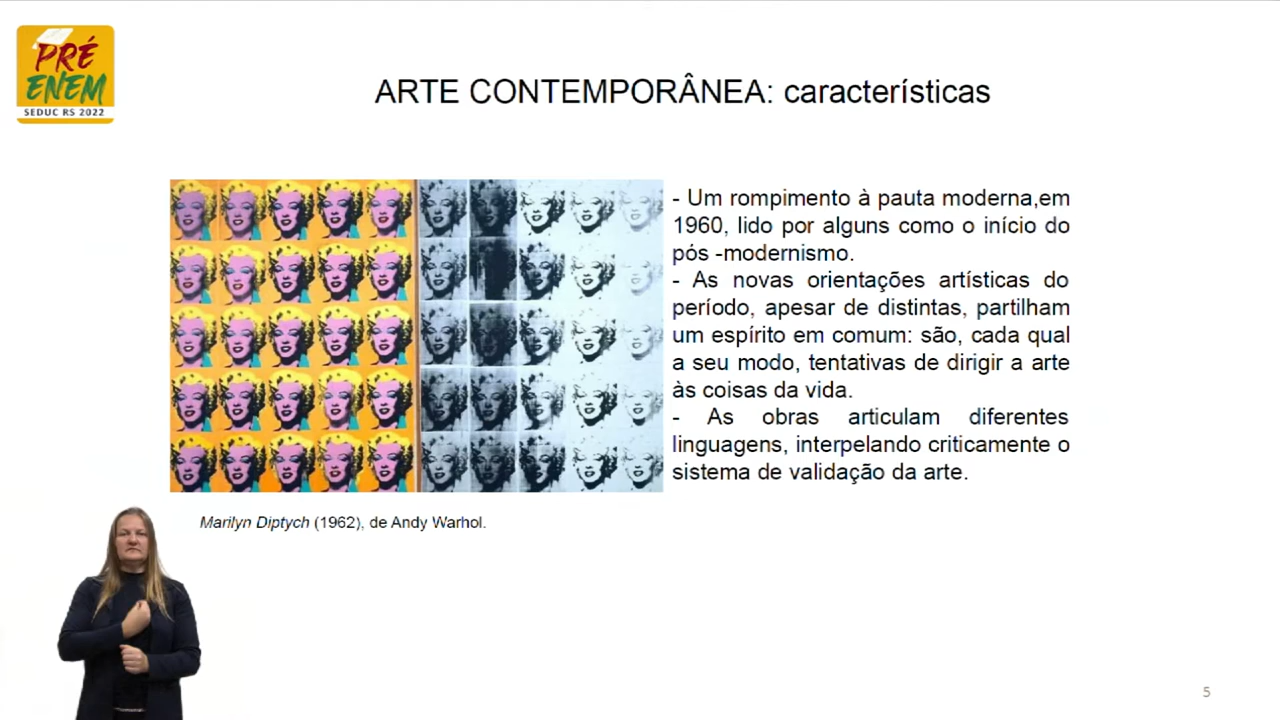 PRÉ
ENEM
SEDUC RS 2022
ARTE CONTEMPORÂNEA: características
- Um rompimento à pauta moderna,em
1960, lido por alguns como o início do
pós -modernismo.
- As novas orientações artísticas do
período, apesar de distintas, partilham
um espírito em comum: são, cada qual
a seu modo, tentativas de dirigir a arte
às coisas da vida.
- As obras articulam diferentes
linguagens, interpelando criticamente o
sistema de validação da arte.
Marilyn Diptych (1962), de Andy Warhol.
5